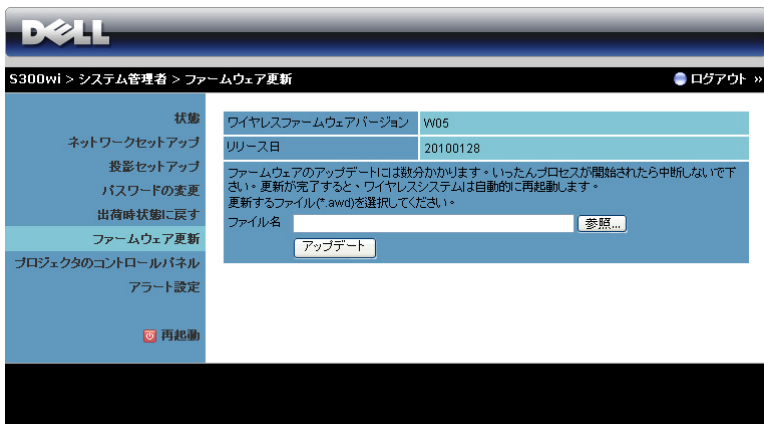 DELL
S300wi > システム管理者 > ファームウェア更新
ログアウト »
状態
ネットワークセットアップ
投影セットアップ
パスワードの変更
出荷時状態に戻す
ファームウェア更新
プロジェクタのコントロールパネル
アラート設定
再起動
ワイヤレスファームウェアバージョン W05
リリース日 20100128
ファームウェアのアップデートには数分かかります。いったんプロセスが開始されたら中断しないで下
さい。更新が完了すると、ワイヤレスシステムは自動的に再起動します。
更新するファイル(*.awd)を選択してください。
ファイル名 参照...
アップデート